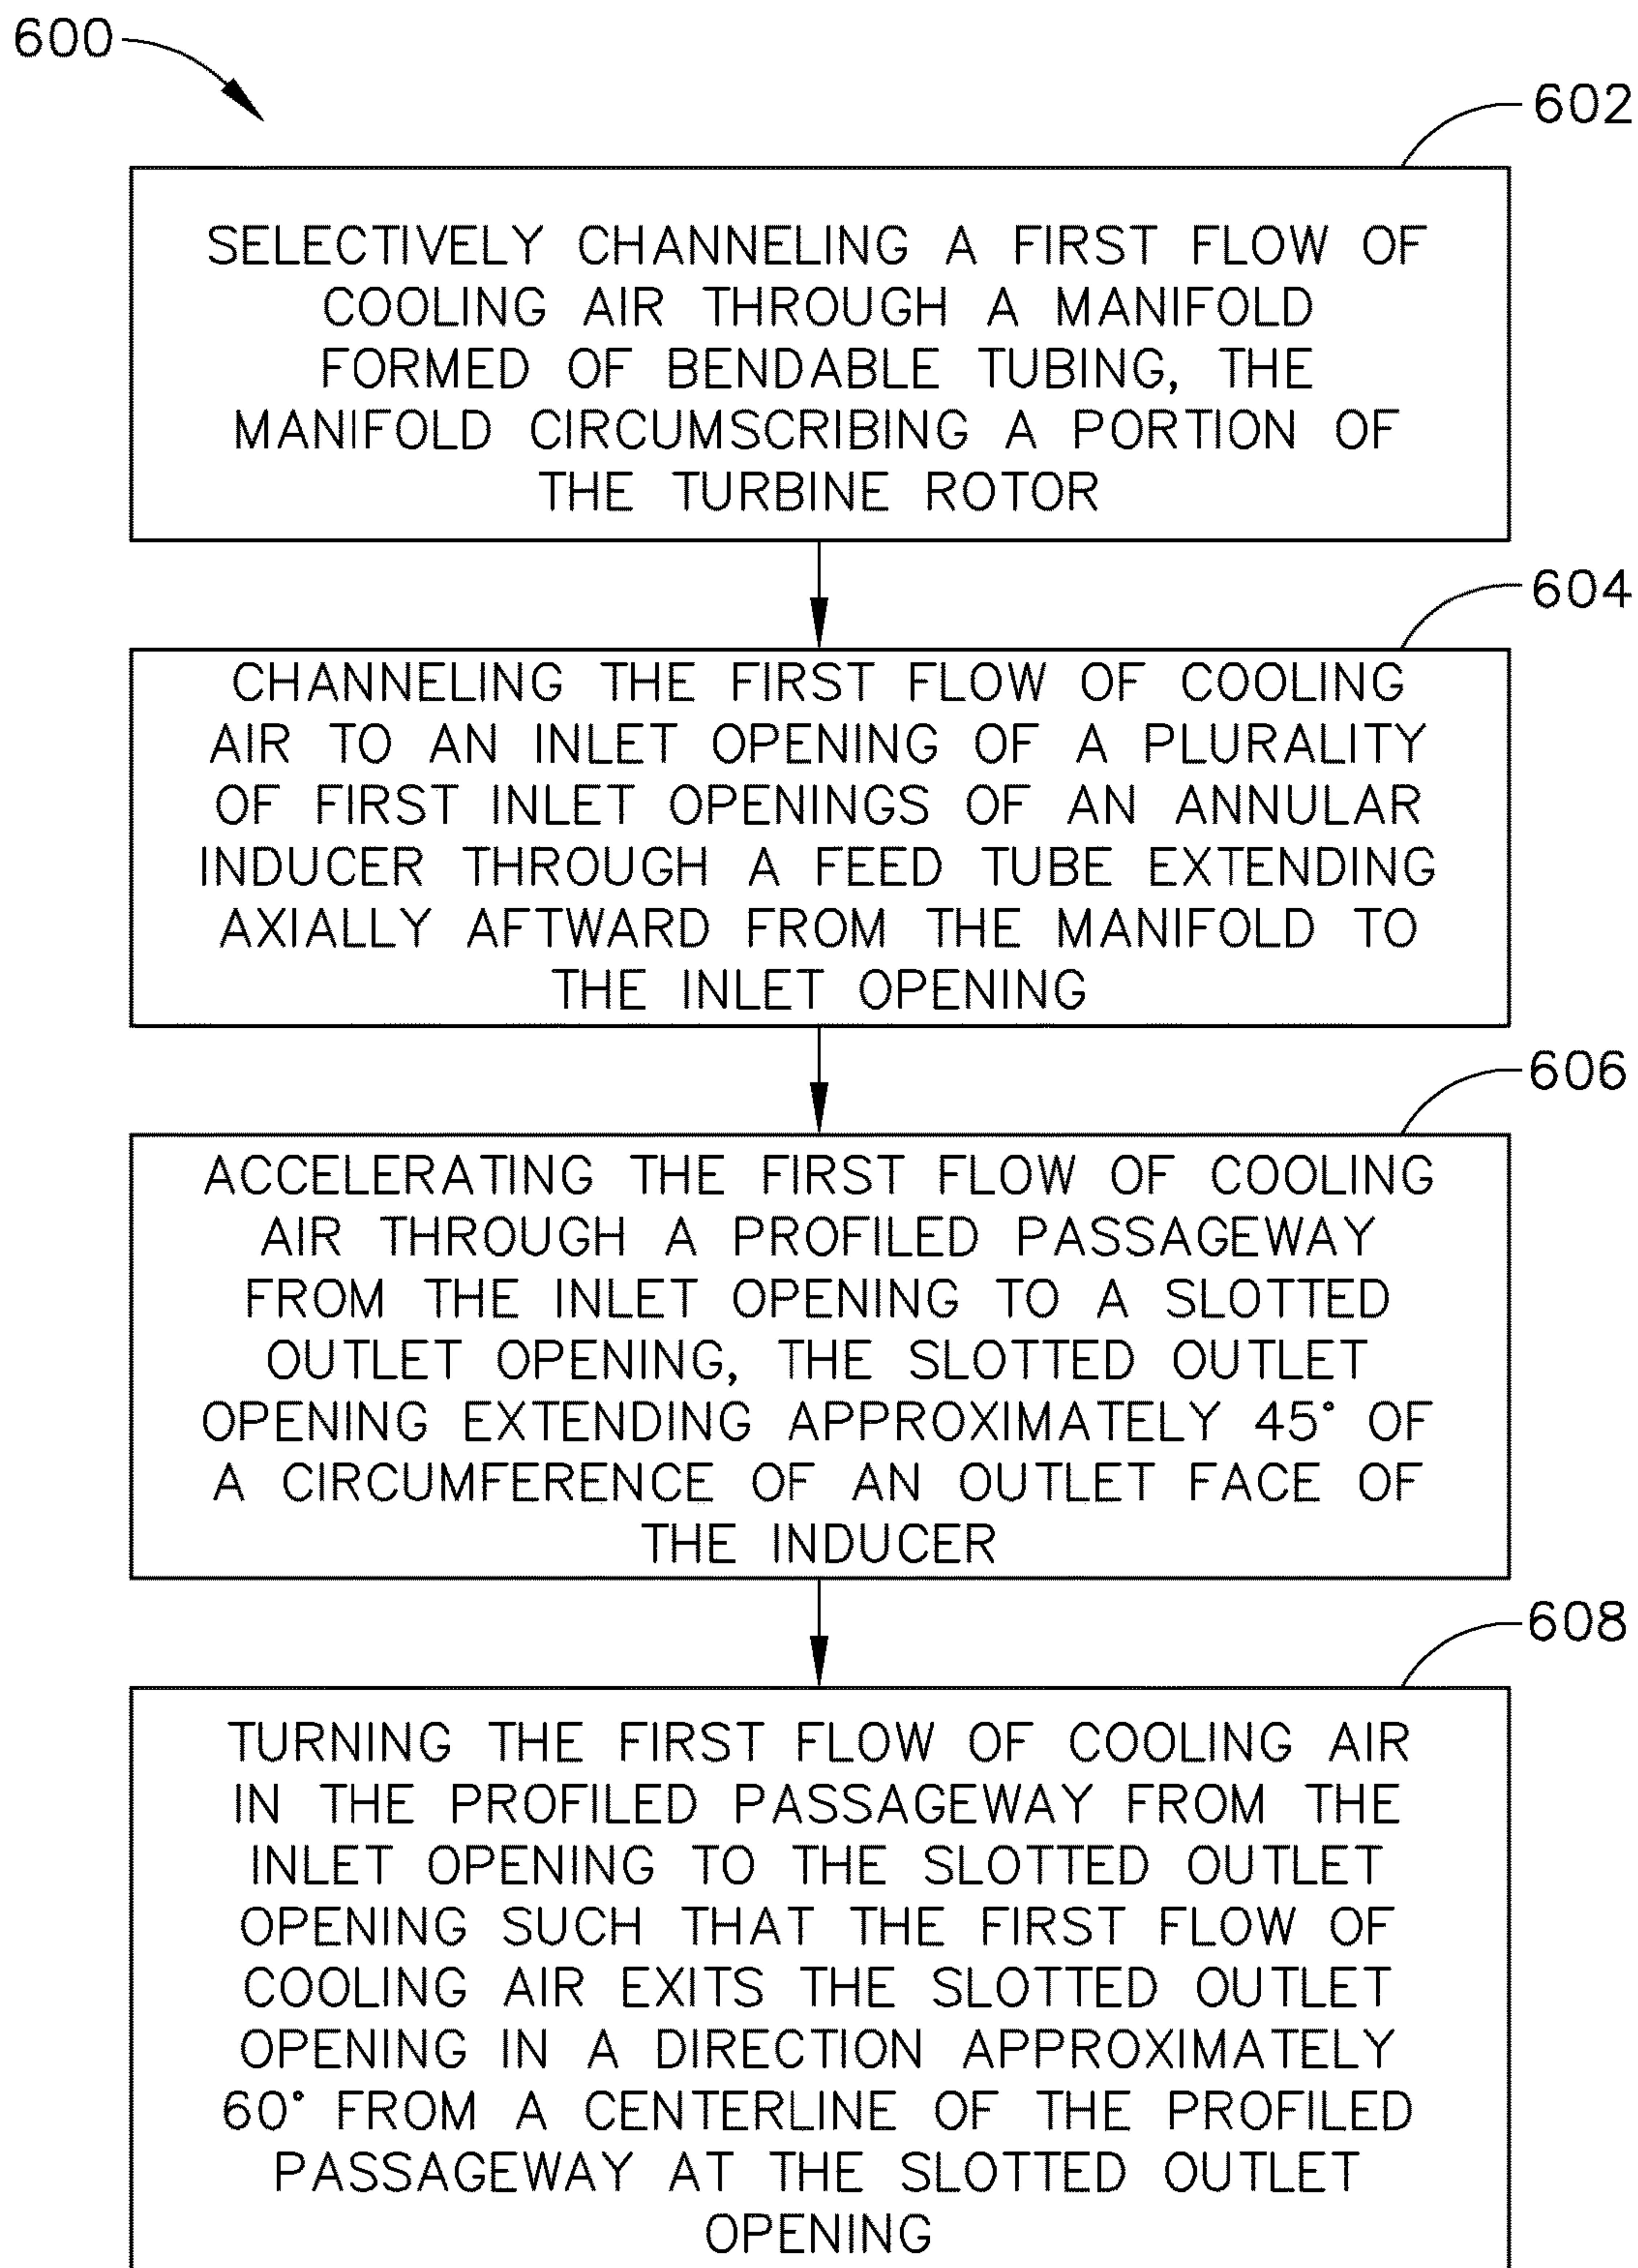 600
602
SELECTIVELY CHANNELING A FIRST FLOW OF
COOLING AIR THROUGH A MANIFOLD
FORMED OF BENDABLE TUBING, THE
MANIFOLD CIRCUMSCRIBING A PORTION OF
THE TURBINE ROTOR
604
CHANNELING THE FIRST FLOW OF COOLING
AIR TO AN INLET OPENING OF A PLURALITY
OF FIRST INLET OPENINGS OF AN ANNULAR
INDUCER THROUGH A FEED TUBE EXTENDING
AXIALLY AFTWARD FROM THE MANIFOLD TO
THE INLET OPENING
606
ACCELERATING THE FIRST FLOW OF COOLING
AIR THROUGH A PROFILED PASSAGEWAY
FROM THE INLET OPENING TO A SLOTTED
OUTLET OPENING, THE SLOTTED OUTLET
OPENING EXTENDING APPROXIMATELY 45° OF
A CIRCUMFERENCE OF AN OUTLET FACE OF
THE INDUCER
608
TURNING THE FIRST FLOW OF COOLING AIR
IN THE PROFILED PASSAGEWAY FROM THE
INLET OPENING TO THE SLOTTED OUTLET
OPENING SUCH THAT THE FIRST FLOW OF
COOLING AIR EXITS THE SLOTTED OUTLET
OPENING IN A DIRECTION APPROXIMATELY
60° FROM A CENTERLINE OF THE PROFILED
PASSAGEWAY AT THE SLOTTED OUTLET
OPENING